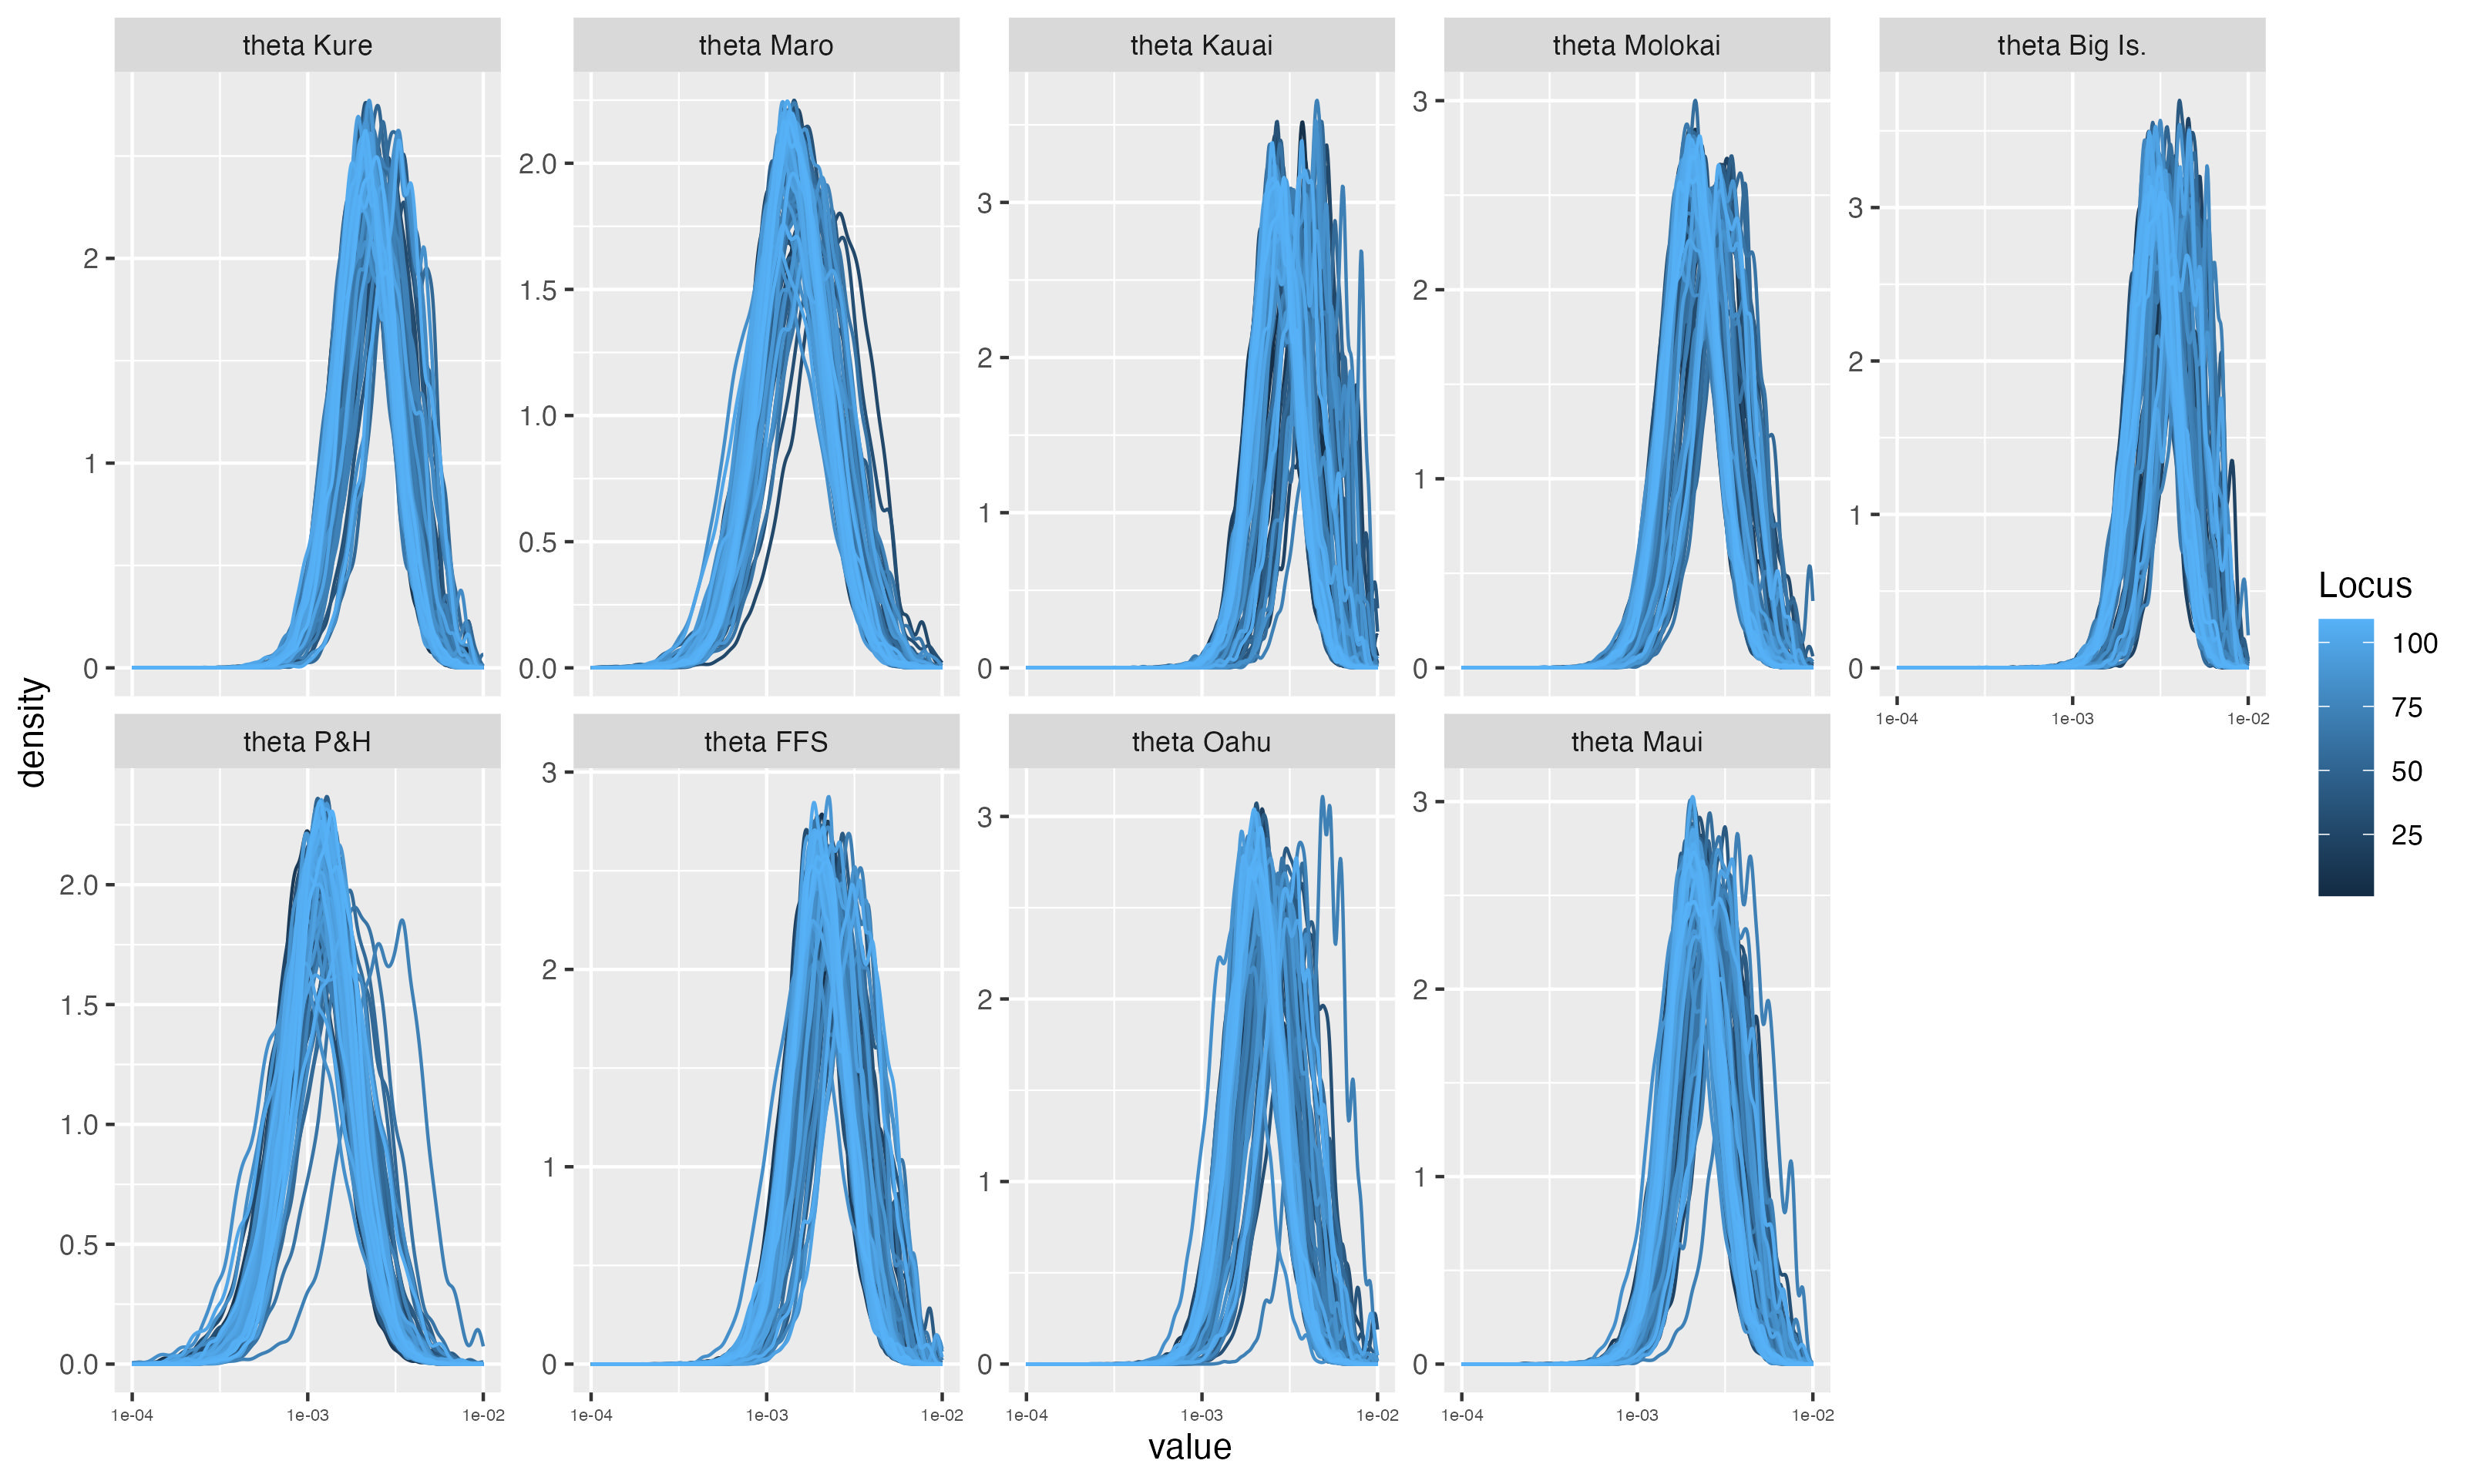 theta Kure
theta Maro
theta Kauai
theta Molokai
theta Big Is.
2
1
0
2.0
1.5
1.0
0.5
0.0
3
2
1
0
3
2
1
0
3
2
1
0
1e-04
1e-03
1e-02
theta P&H
theta FFS
theta Oahu
theta Maui
2.0
1.5
1.0
0.5
0.0
3
2
1
0
3
2
1
0
3
2
1
0
1e-04
1e-03
1e-02
1e-04
1e-03
1e-02
1e-04
1e-03
1e-02
1e-04
1e-03
1e-02
density
value
Locus
100
75
50
25